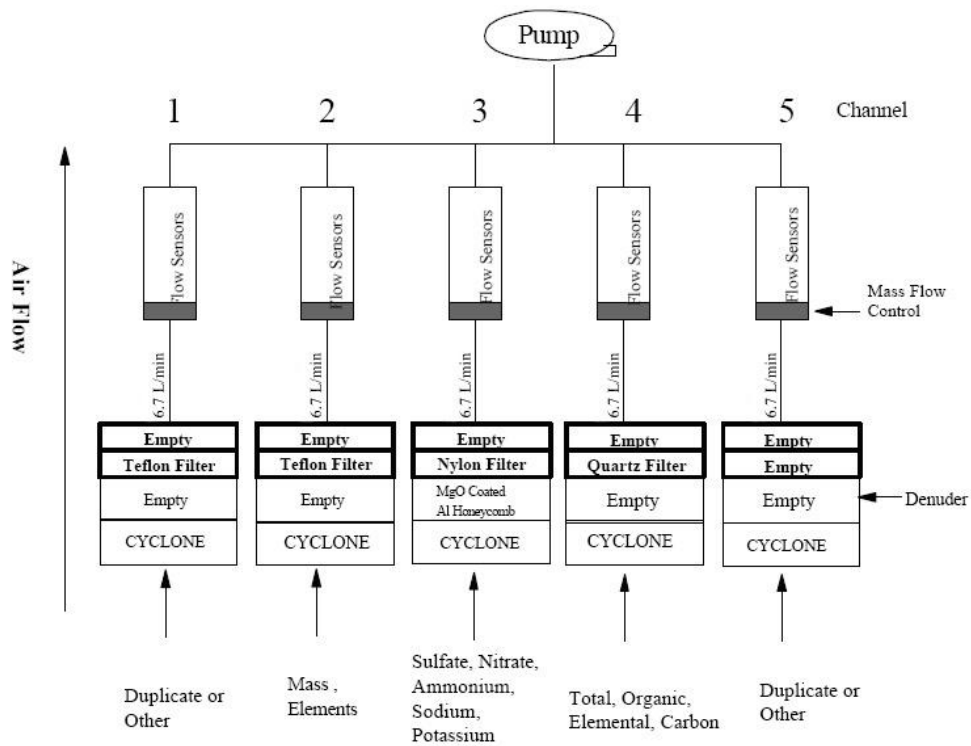 Pump
1
2
3
4
5
Channel
Air Flow
Flow Sensors
Flow Sensors
Flow Sensors
Flow Sensors
Flow Sensors
Mass Flow
Control
6.7 L/min
6.7 L/min
6.7 L/min
6.7 L/min
6.7 L/min
Empty
Teflon Filter
Empty
CYCLONE
Empty
Teflon Filter
Empty
CYCLONE
Empty
Nylon Filter
MgO Coated
Al Honeycomb
CYCLONE
Empty
Quartz Filter
Empty
CYCLONE
Empty
Empty
Empty
CYCLONE
Denuder
Duplicate or
Other
Mass ,
Elements
Sulfate, Nitrate,
Ammonium,
Sodium,
Potassium
Total, Organic,
Elemental, Carbon
Duplicate or
Other